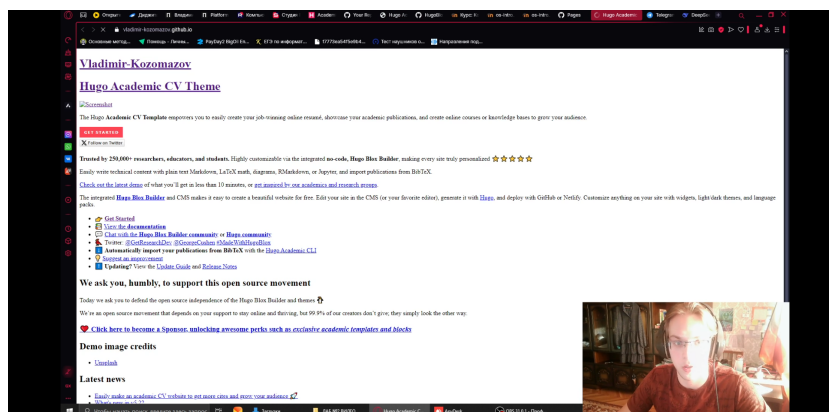 Hugo Academic
vladimir-kozomazov.github.io
Vladimir-Kozomazov
Hugo Academic CV Theme
Screenshot
The Hugo Academic CV Template empowers you to easily create your job-winning online resumé, showcase your academic publications, and create online courses or knowledge bases to grow your audience.
GET STARTED
Follow on Twitter
Trusted by 250,000+ researchers, educators, and students. Highly customizable via the integrated no-code, Hugo Blox Builder, making every site truly personalized ⭐⭐⭐⭐⭐
Easily write technical content with plain text Markdown, LaTeX math, diagrams, RMarkdown, or Jupyter, and import publications from BibTeX.
Check out the latest demo of what you'll get in less than 10 minutes, or get inspired by our academics and research groups.
The integrated Hugo Blox Builder and CMS makes it easy to create a beautiful website for free. Edit your site in the CMS (or your favorite editor), generate it with Hugo, and deploy with GitHub or Netlify. Customize anything on your site with widgets, light/dark themes, and language
packs.
Get Started
View the documentation
Chat with the Hugo Blox Builder community or Hugo community
Twitter: @GetResearchDev @GeorgeCushen #MadeWithHugoBlox
Automatically import your publications from BibTeX with the Hugo Academic CLI
Suggest an improvement
Updating? View the Update Guide and Release Notes
We ask you, humbly, to support this open source movement
Today we ask you to defend the open source independence of the Hugo Blox Builder and themes
We're an open source movement that depends on your support to stay online and thriving, but 99.9% of our creators don't give; they simply look the other way.
Click here to become a Sponsor, unlocking awesome perks such as exclusive academic templates and blocks
Demo image credits
Unsplash
Latest news
Easily make an academic CV website to get more cites and grow your audience